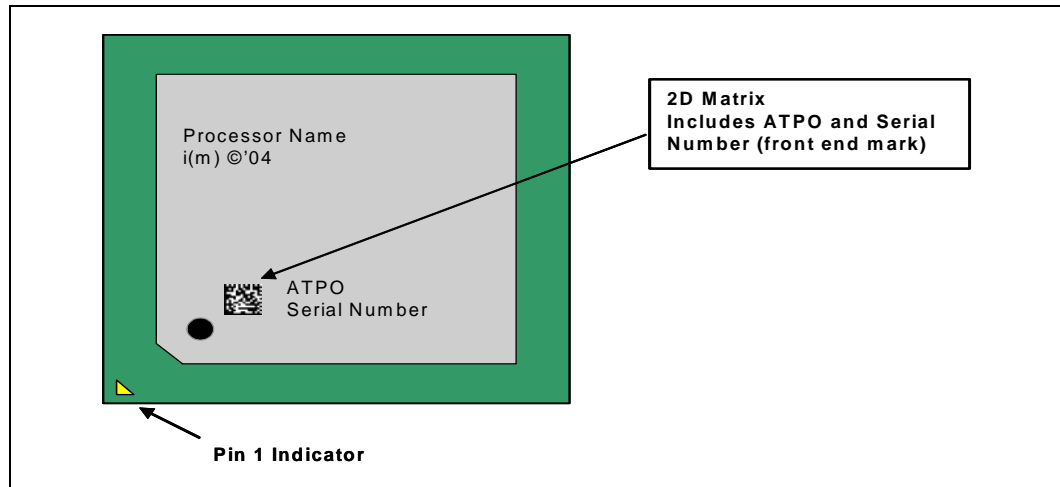 Processor Name
i(m) ©'04
2D Matrix
Includes ATPO and Serial
Number (front end mark)
ATPO
Serial Number
Pin 1 Indicator